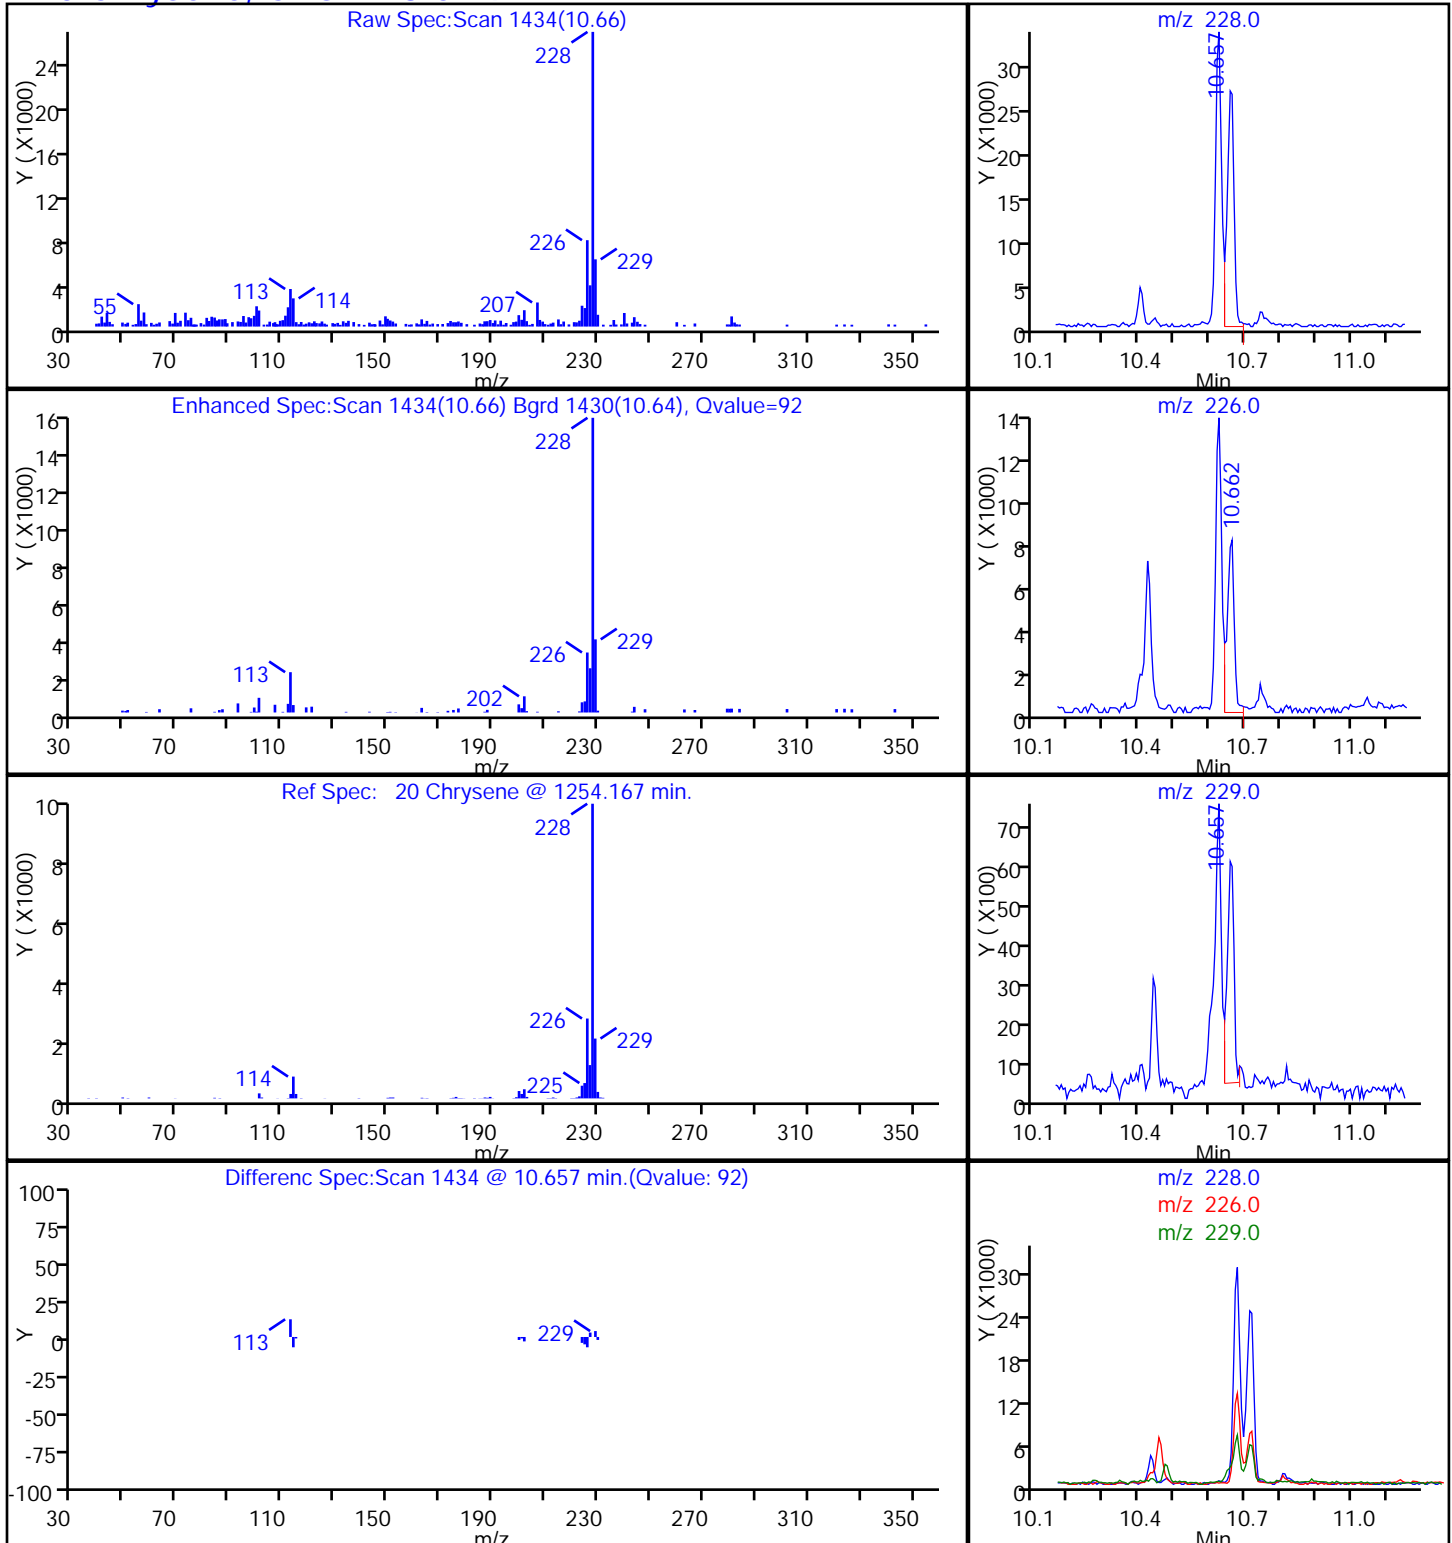 Raw Spec:Scan 1434(10.66)
Y ( X1000)
24
20
16
12
8
4
0
228
226
229
207
113
114
55
30 70 110 150 190 230 270 310 350
m/z
m/z 228.0
Y ( X1000)
30
25
20
15
10
5
0
10.657
10.1 10.4 10.7 11.0
Min
Enhanced Spec:Scan 1434(10.66) Bgrd 1430(10.64), Qvalue=92
Y ( X1000)
16
14
12
10
8
6
4
2
0
228
226
229
202
113
30 70 110 150 190 230 270 310 350
m/z
m/z 226.0
Y ( X1000)
14
12
10
8
6
4
2
0
10.662
10.1 10.4 10.7 11.0
Min
Ref Spec: 20 Chrysene @ 1254.167 min.
Y ( X1000)
10
8
6
4
2
0
228
226
229
225
114
30 70 110 150 190 230 270 310 350
m/z
m/z 229.0
Y ( X100)
70
60
50
40
30
20
10
0
10.657
10.1 10.4 10.7 11.0
Min
Differenc Spec:Scan 1434 @ 10.657 min.(Qvalue: 92)
Y
100
75
50
25
0
-25
-50
-75
-100
113
229
30 70 110 150 190 230 270 310 350
m/z
m/z 228.0
m/z 226.0
m/z 229.0
Y ( X1000)
30
24
18
12
6
0
10.1 10.4 10.7 11.0
Min